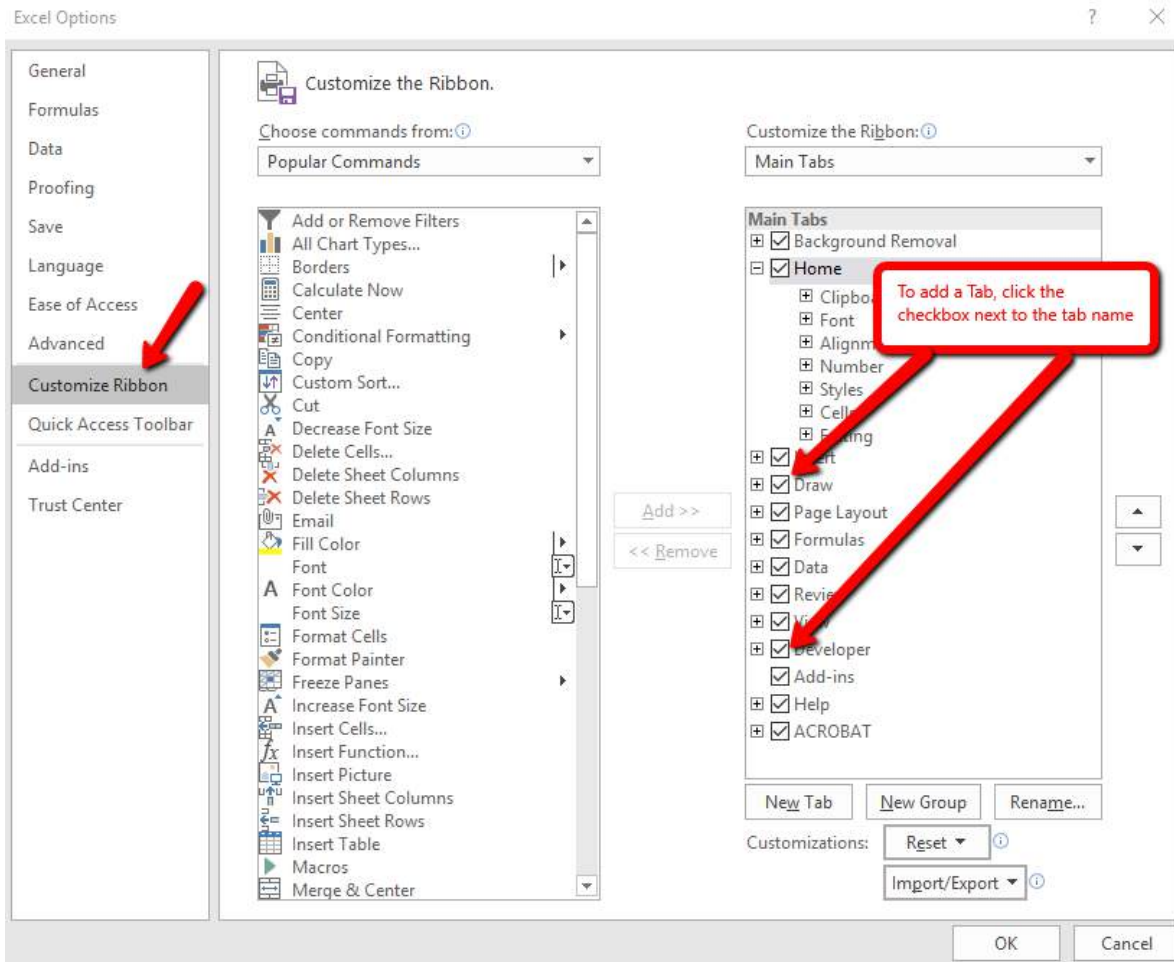 Excel Options
General
Formulas
Data
Proofing
Save
Language
Ease of Access
Advanced
Customize Ribbon
Quick Access Toolbar
Add-ins
Trust Center
Customize the Ribbon.
Choose commands from:
Popular Commands
Add or Remove Filters
All Chart Types...
Borders
Calculate Now
Center
Conditional Formatting
Copy
Custom Sort...
Cut
Decrease Font Size
Delete Cells...
Delete Sheet Columns
Delete Sheet Rows
Email
Fill Color
Font
Font Color
Font Size
Format Cells
Format Painter
Freeze Panes
Increase Font Size
Insert Cells...
Insert Function...
Insert Picture
Insert Sheet Columns
Insert Sheet Rows
Insert Table
Macros
Merge & Center
Add >>
<< Remove
Customize the Ribbon:
Main Tabs
Main Tabs
Background Removal
Home
To add a Tab, click the
checkbox next to the tab name
Font
Number
Styles
Draw
Page Layout
Formulas
Data
Developer
Add-ins
Help
ACROBAT
New Tab
New Group
Rename...
Customizations:
Reset
Import/Export
OK
Cancel